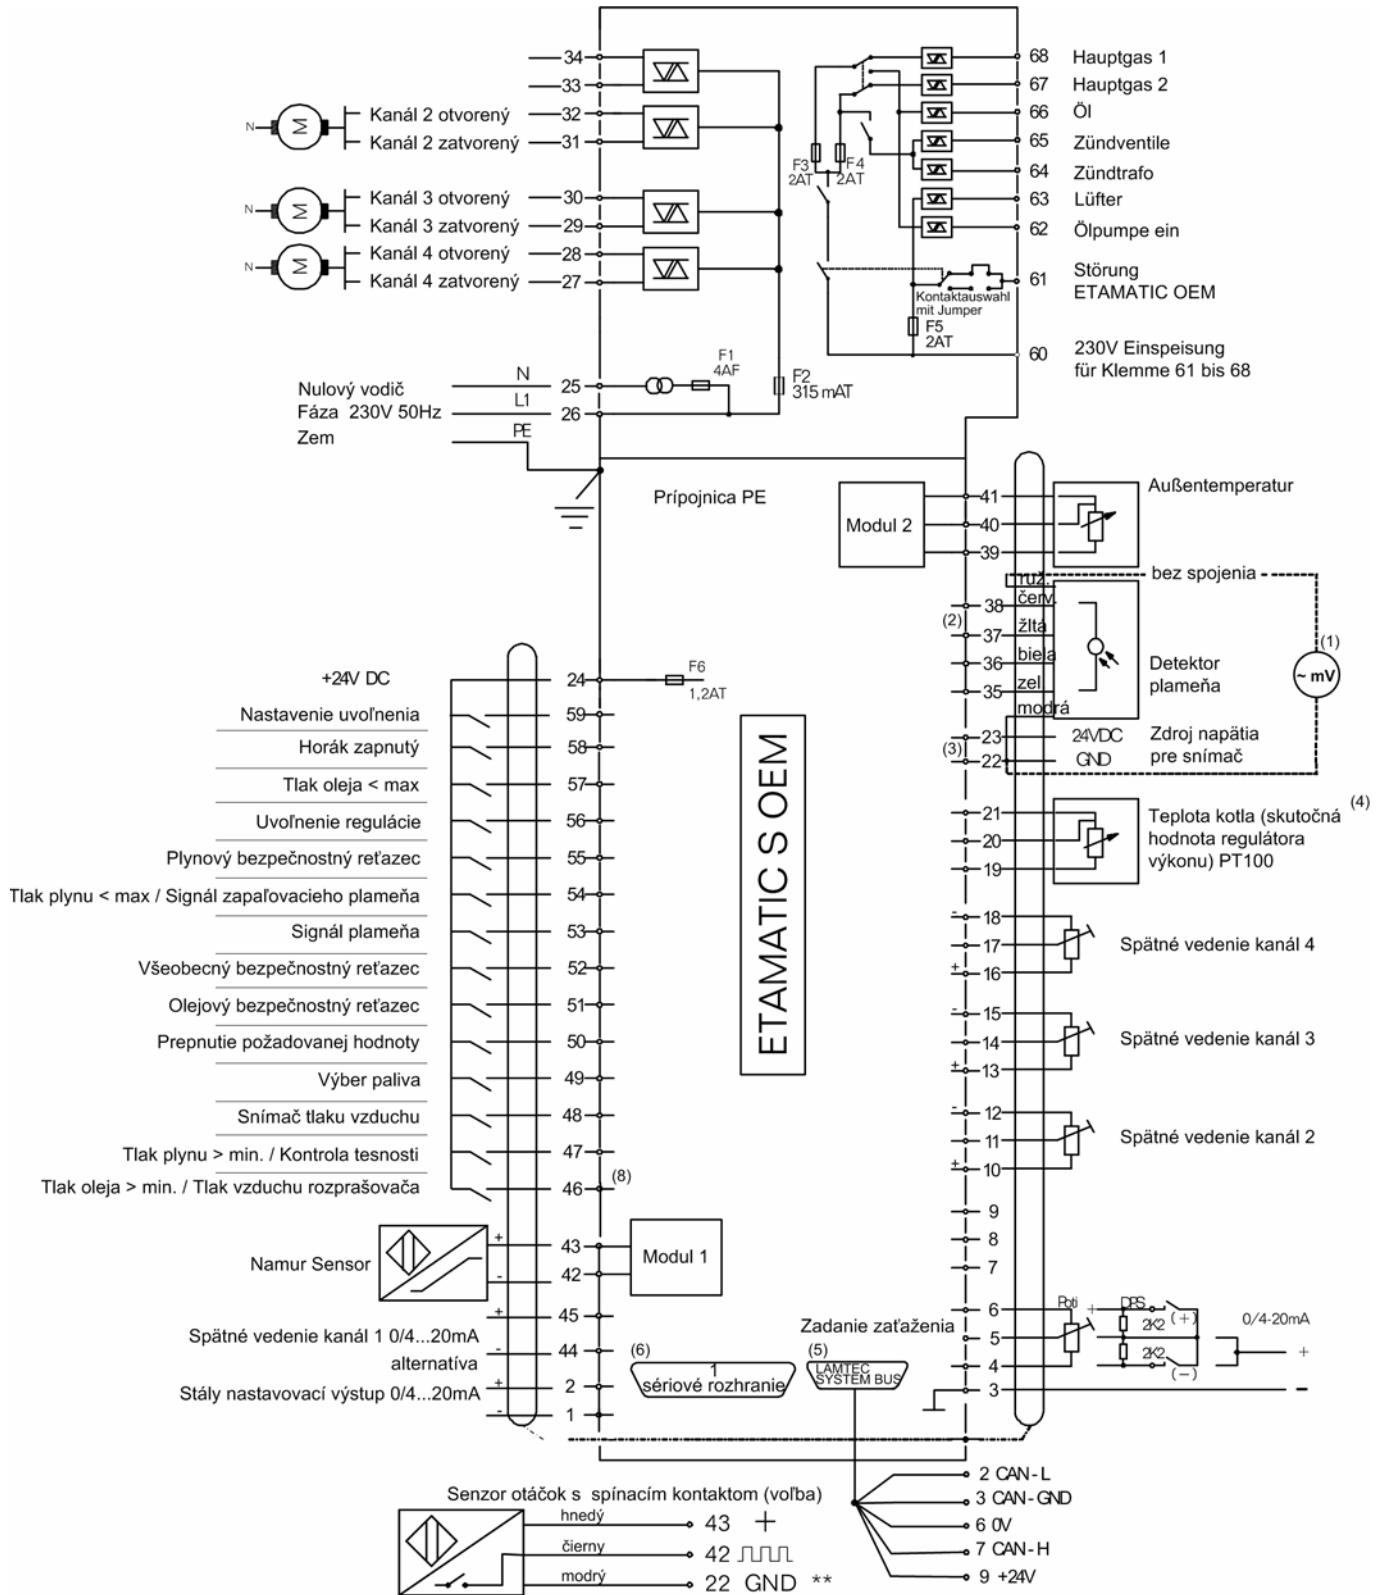 34
33
Kanál 2 otvorený 32
N M
Kanál 2 zatvorený 31
Kanál 3 otvorený 30
N M
Kanál 3 zatvorený 29
Kanál 4 otvorený 28
N M
Kanál 4 zatvorený 27
F3
2AT
F4
2AT
68 Hauptgas 1
67 Hauptgas 2
66 Öl
65 Zündventile
64 Zündtrafo
63 Lüfter
62 Ölpumpe ein
61 Störung
ETAMATIC OEM
Kontaktauswahl
mit Jumper
F5
2AT
60 230V Einspeisung
für Klemme 61 bis 68
F1
4AF
F2
315 mAT
Nulový vodič N 25
Fáza 230V 50Hz L1 26
Zem PE
Prípojnica PE
Modul 2
41
40
39
Außentemperatur
ruž.
bez spojenia
38 červ.
(2)
37 žltá
36 biela
35 zel
modrá
Detektor
plameňa
(1)
~ mV
23 24VDC
(3)
22 GND
Zdroj napätia
pre snímač
21
20
19
Teplota kotla (skutočná (4)
hodnota regulátora
výkonu) PT100
- 18
17
+ 16
Spätné vedenie kanál 4
- 15
14
+ 13
Spätné vedenie kanál 3
- 12
11
+ 10
Spätné vedenie kanál 2
9
8
7
6
5
4
3
Poti
+
DPS
2K2 (+)
2K2
(-)
0/4-20mA
+
-
Zadanie zaťaženia
ETAMATIC S OEM
+24V DC 24
F6
1,2AT
Nastavenie uvoľnenia 59
Horák zapnutý 58
Tlak oleja < max 57
Uvoľnenie regulácie 56
Plynový bezpečnostný reťazec 55
Tlak plynu < max / Signál zapaľovacieho plameňa 54
Signál plameňa 53
Všeobecný bezpečnostný reťazec 52
Olejový bezpečnostný reťazec 51
Prepnutie požadovanej hodnoty 50
Výber paliva 49
Snímač tlaku vzduchu 48
Tlak plynu > min. / Kontrola tesnosti 47
Tlak oleja > min. / Tlak vzduchu rozprašovača 46 (8)
Namur Sensor
+ 43
- 42
Modul 1
+ 45
Spätné vedenie kanál 1 0/4...20mA
alternatíva
- 44
Stály nastavovací výstup 0/4...20mA
+ 2
- 1
(6)
1
sériové rozhranie
(5)
LAMTEC
SYSTEM BUS
2 CAN-L
3 CAN-GND
6 0V
7 CAN-H
9 +24V
Senzor otáčok s spínacím kontaktom (voľba)
hnedý 43 +
čierny 42
modrý 22 GND **